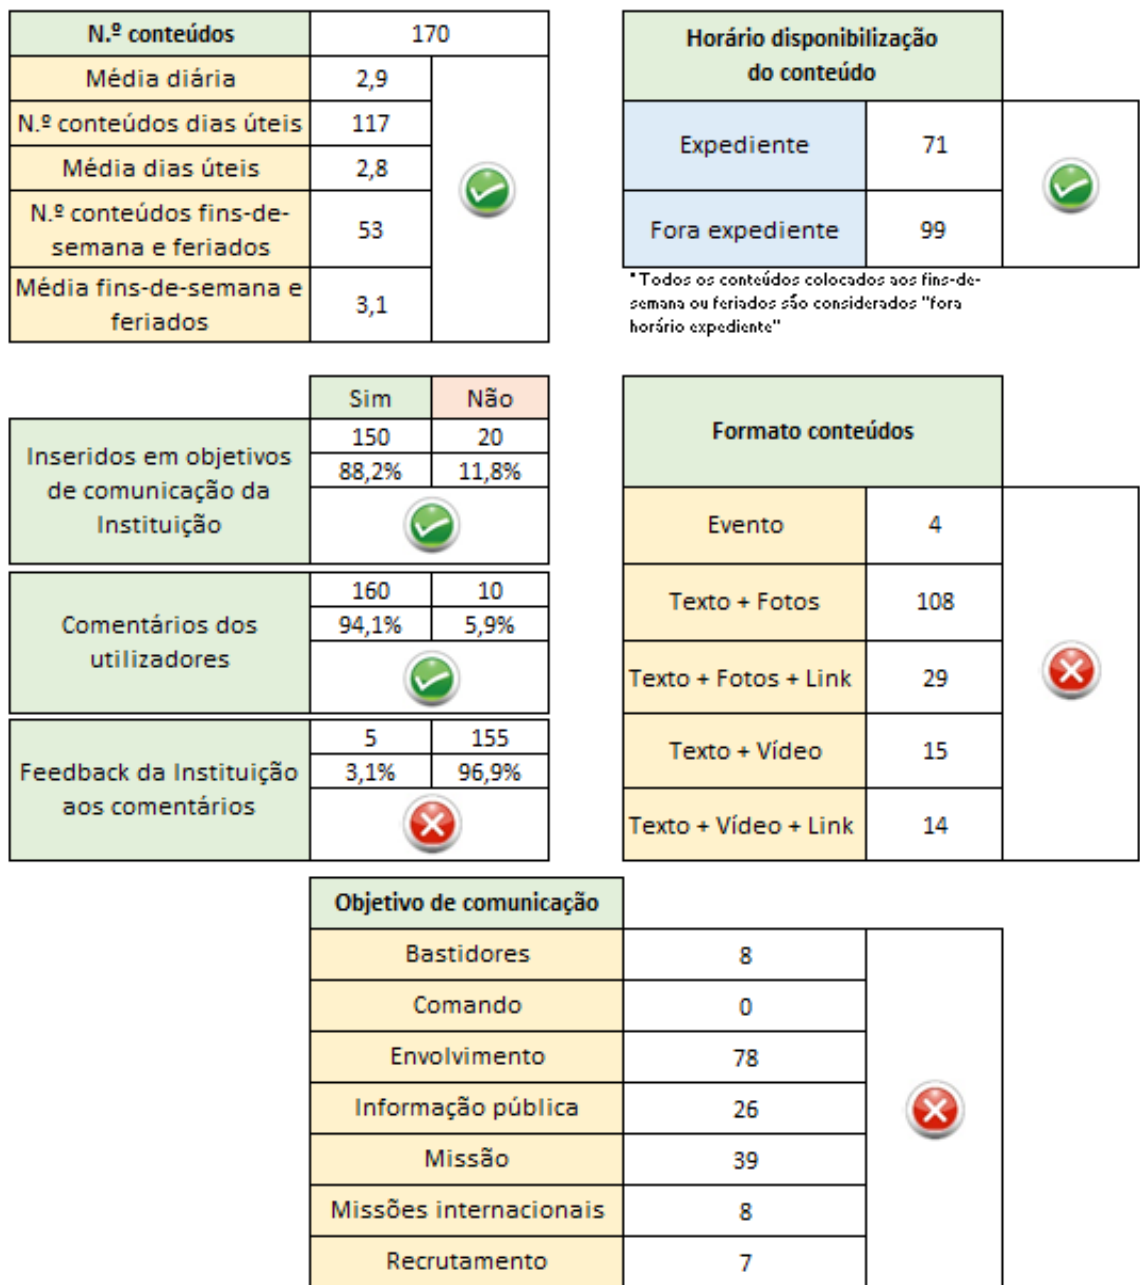 N.º conteúdos 170
Média diária 2,9
N.º conteúdos dias úteis 117
Média dias úteis 2,8
N.º conteúdos fins-de-
semana e feriados 53
Média fins-de-semana e
feriados 3,1
Horário disponibilização
do conteúdo
Expediente 71
Fora expediente 99
*Todos os conteúdos colocados aos fins-de-
semana ou feriados são considerados "fora
horário expediente"
Sim Não
Inseridos em objetivos
de comunicação da
Instituição
150 20
88,2% 11,8%
Comentários dos
utilizadores
160 10
94,1% 5,9%
Feedback da Instituição
aos comentários
5 155
3,1% 96,9%
Formato conteúdos
Evento 4
Texto + Fotos 108
Texto + Fotos + Link 29
Texto + Vídeo 15
Texto + Vídeo + Link 14
Objetivo de comunicação
Bastidores 8
Comando 0
Envolvimento 78
Informação pública 26
Missão 39
Missões internacionais 8
Recrutamento 7